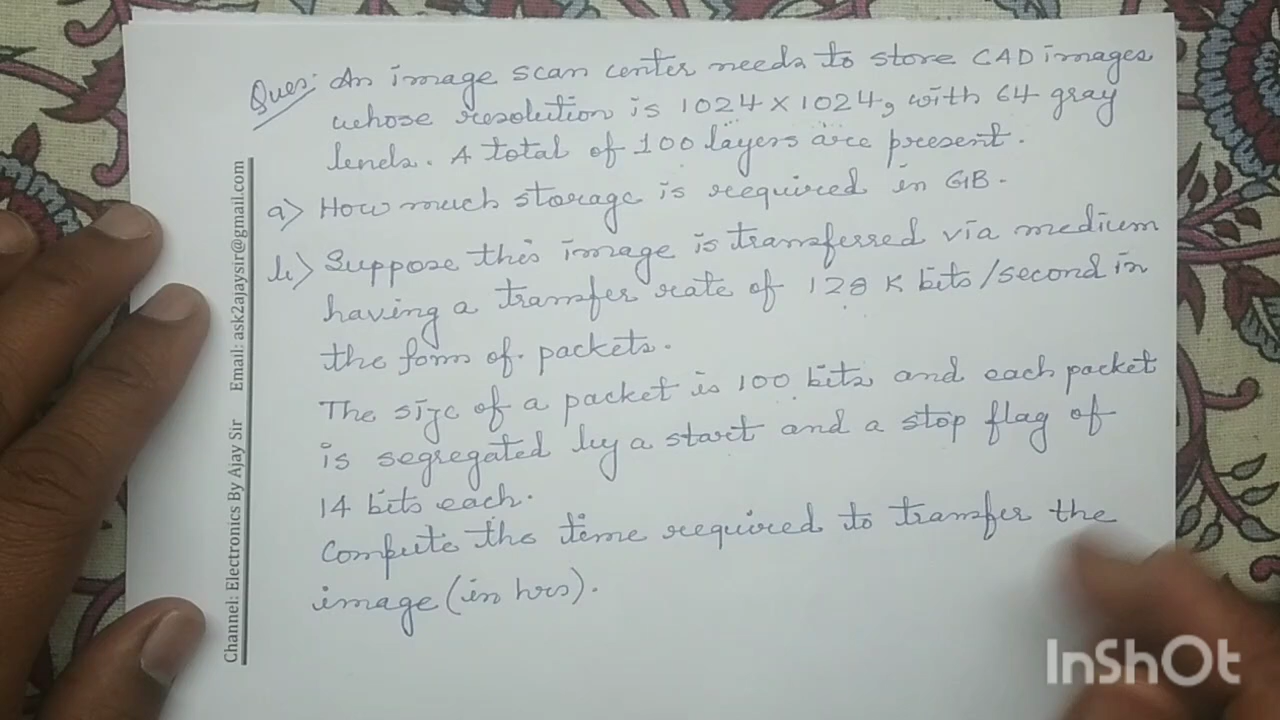 Ques: An image scan center needs to store CAD images
whose resolution is 1024 × 1024, with 64 gray
levels. A total of 100 layers are present.
a) How much storage is required in GB.
b) Suppose this image is transferred via medium
having a transfer rate of 128 K bits/second in
the form of packets.
The size of a packet is 100 bits and each packet
is segregated by a start and a stop flag of
14 bits each.
Compute the time required to transfer the
image (in hrs).
Channel: Electronics By Ajay Sir Email: ask2ajaysir@gmail.com
InShOt